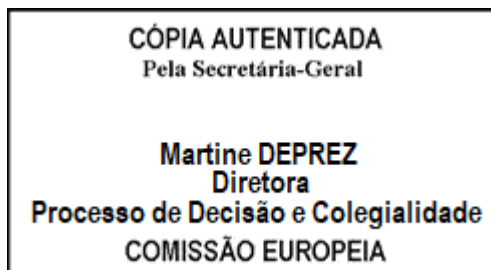 CÓPIA AUTENTICADA
Pela Secretária-Geral
Martine DEPREZ
Diretora
Processo de Decisão e Colegialidade
COMISSÃO EUROPEIA